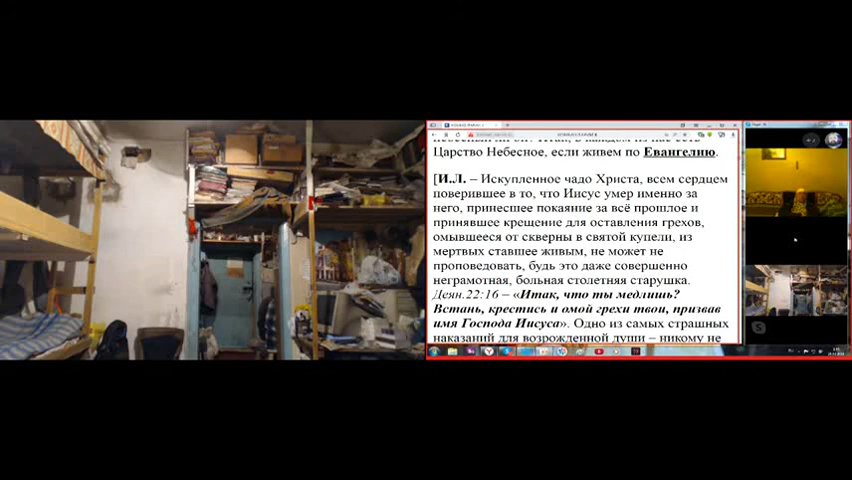 Царство Небесное, если живем по Евангелию.
[И.Л. – Искупленное чадо Христа, всем сердцем
поверившее в то, что Иисус умер именно за
него, принесшее покаяние за всё прошлое и
принявшее крещение для оставления грехов,
омывшееся от скверны в святой купели, из
мертвых ставшее живым, не может не
проповедовать, будь это даже совершенно
неграмотная, больная столетняя старушка.
Деян.22:16 – «Итак, что ты медлишь?
Встань, крестись и омой грехи твои, призвав
имя Господа Иисуса». Одно из самых страшных
наказаний для возрожденной души – никому не